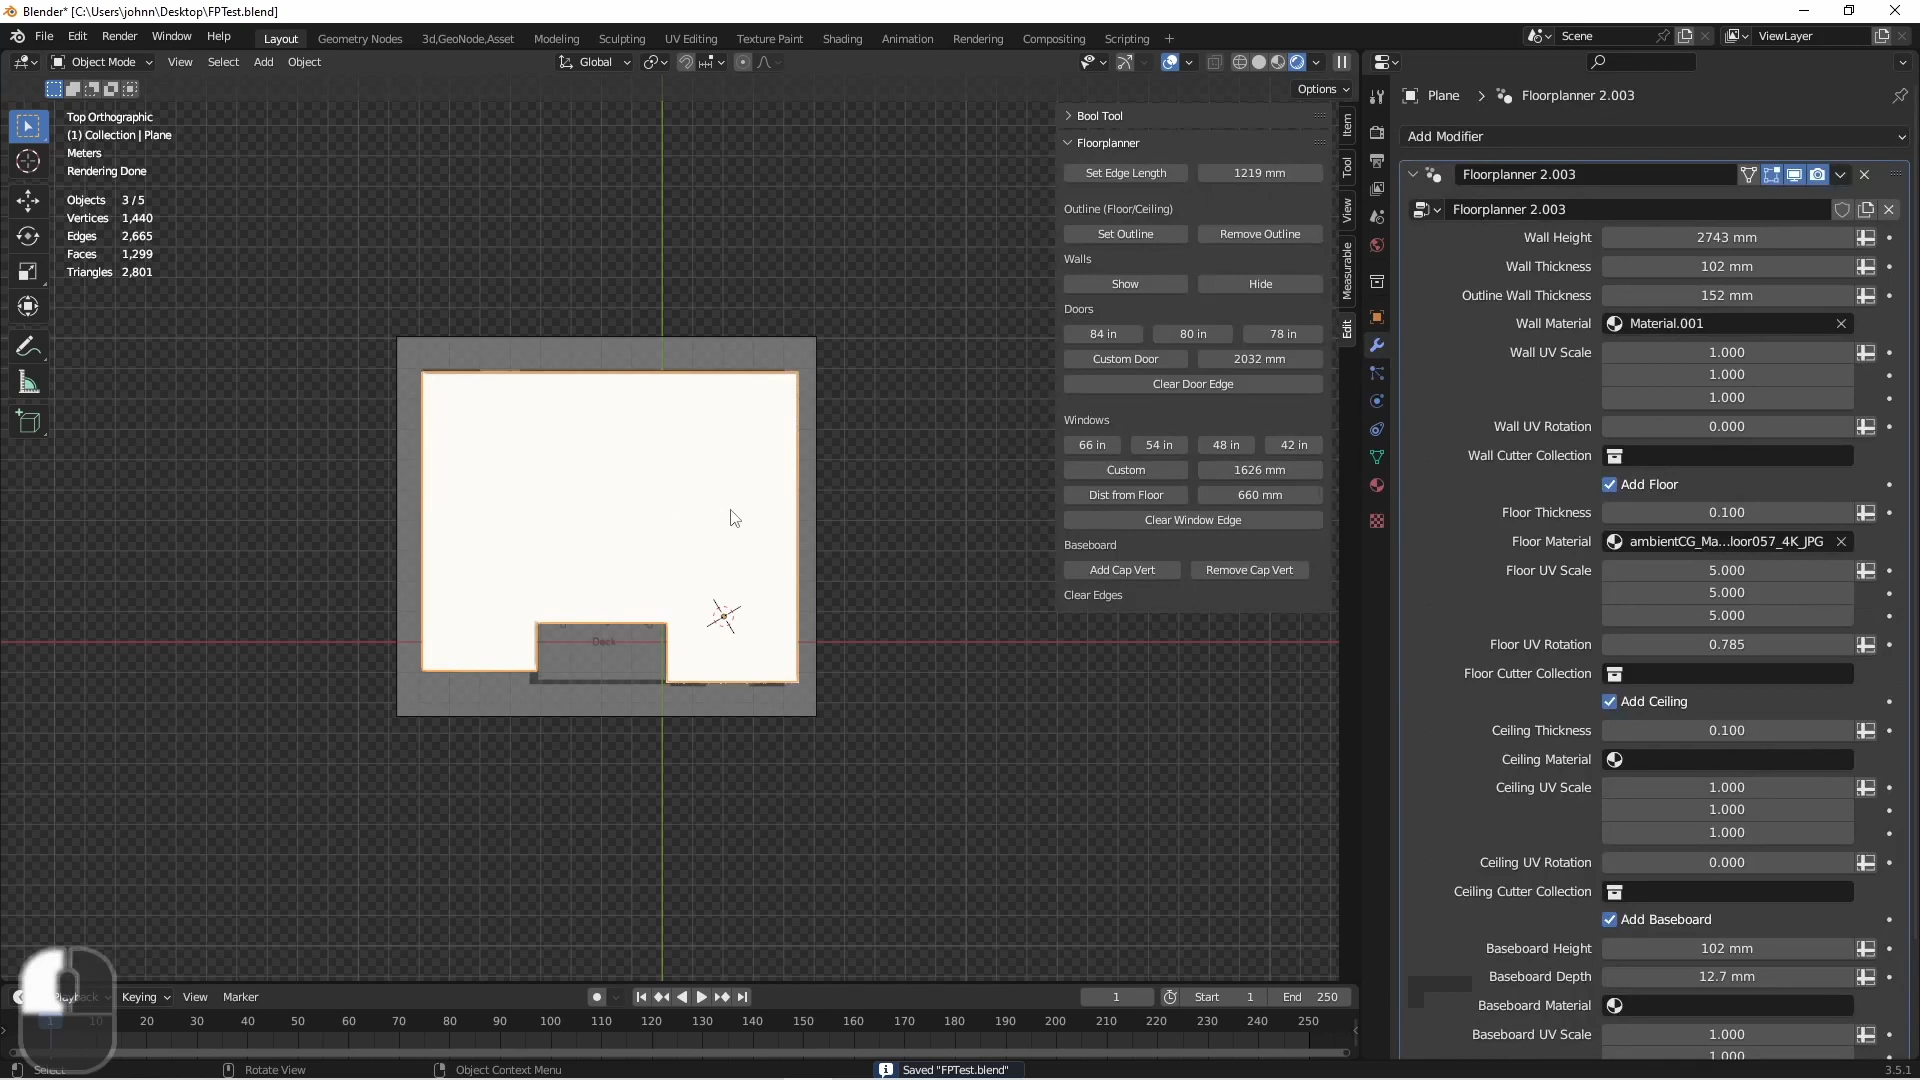 Blender* [C:\Users\johnn\Desktop\FPTest.blend]
File Edit Render Window Help
Layout Geometry Nodes 3d,GeoNode,Asset Modeling Sculpting UV Editing Texture Paint Shading Animation Rendering Compositing Scripting +
Scene
ViewLayer
Object Mode View Select Add Object
Global
Options
Top Orthographic
(1) Collection | Plane
Meters
Rendering Done
Objects 3 / 5
Vertices 1,440
Edges 2,665
Faces 1,299
Triangles 2,801
Deck
Bool Tool
Floorplanner
Set Edge Length 1219 mm
Outline (Floor/Ceiling)
Set Outline Remove Outline
Walls
Show Hide
Doors
84 in 80 in 78 in
Custom Door 2032 mm
Clear Door Edge
Windows
66 in 54 in 48 in 42 in
Custom 1626 mm
Dist from Floor 660 mm
Clear Window Edge
Baseboard
Add Cap Vert Remove Cap Vert
Clear Edges
Item
Tool
View
Measurable
Edit
Plane > Floorplanner 2.003
Add Modifier
Floorplanner 2.003
Floorplanner 2.003
Wall Height 2743 mm
Wall Thickness 102 mm
Outline Wall Thickness 152 mm
Wall Material Material.001
Wall UV Scale 1.000
1.000
1.000
Wall UV Rotation 0.000
Wall Cutter Collection
Add Floor
Floor Thickness 0.100
Floor Material ambientCG_Ma...loor057_4K_JPG
Floor UV Scale 5.000
5.000
5.000
Floor UV Rotation 0.785
Floor Cutter Collection
Add Ceiling
Ceiling Thickness 0.100
Ceiling Material
Ceiling UV Scale 1.000
1.000
1.000
Ceiling UV Rotation 0.000
Ceiling Cutter Collection
Add Baseboard
Baseboard Height 102 mm
Baseboard Depth 12.7 mm
Baseboard Material
Baseboard UV Scale 1.000
1.000
Playback Keying View Marker
1 Start 1 End 250
1 10 20 30 40 50 60 70 80 90 100 110 120 130 140 150 160 170 180 190 200 210 220 230 240 250
Select Rotate View Object Context Menu
Saved "FPTest.blend"
3.5.1